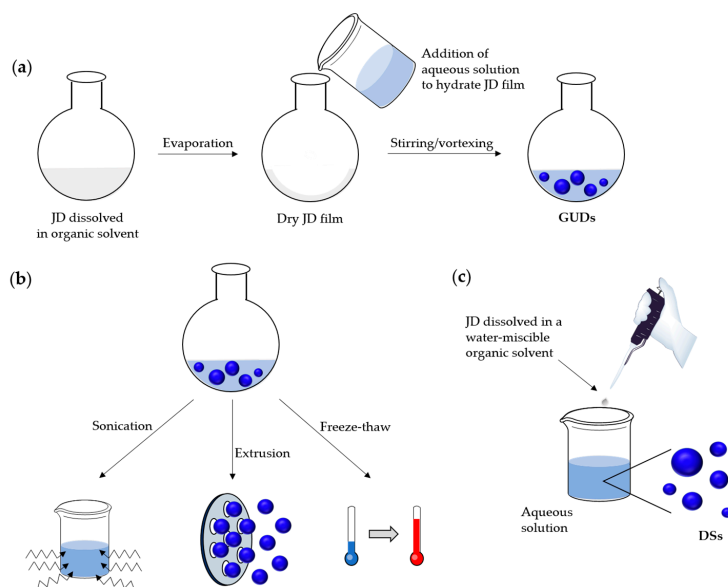 (a)
Addition of
aqueous solution
to hydrate JD film
Evaporation
Stirring/vortexing
JD dissolved
in organic solvent
Dry JD film
GUDs
(b)
Sonication
Extrusion
Freeze-thaw
(c)
JD dissolved in a
water-miscible
organic solvent
Aqueous
solution
DSs